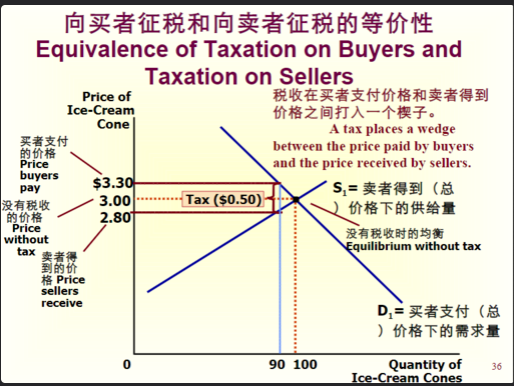 向买者征税和向卖者征税的等价性
Equivalence of Taxation on Buyers and
Taxation on Sellers
Price of
Ice-Cream
Cone
税收在买者支付价格和卖者得到
价格之间打入一个楔子。
A tax places a wedge
between the price paid by buyers
and the price received by sellers.
买者支付
的价格
Price
buyers
pay
$3.30
没有税收
的价格
Price
without
tax
3.00
2.80
卖者得
到的价
格 Price
sellers
receive
Tax ($0.50)
S1= 卖者得到（总
）价格下的供给量
没有税收时的均衡
Equilibrium without tax
D1= 买者支付（总
）价格下的需求量
0
90
100
Quantity of
Ice-Cream Cones
36